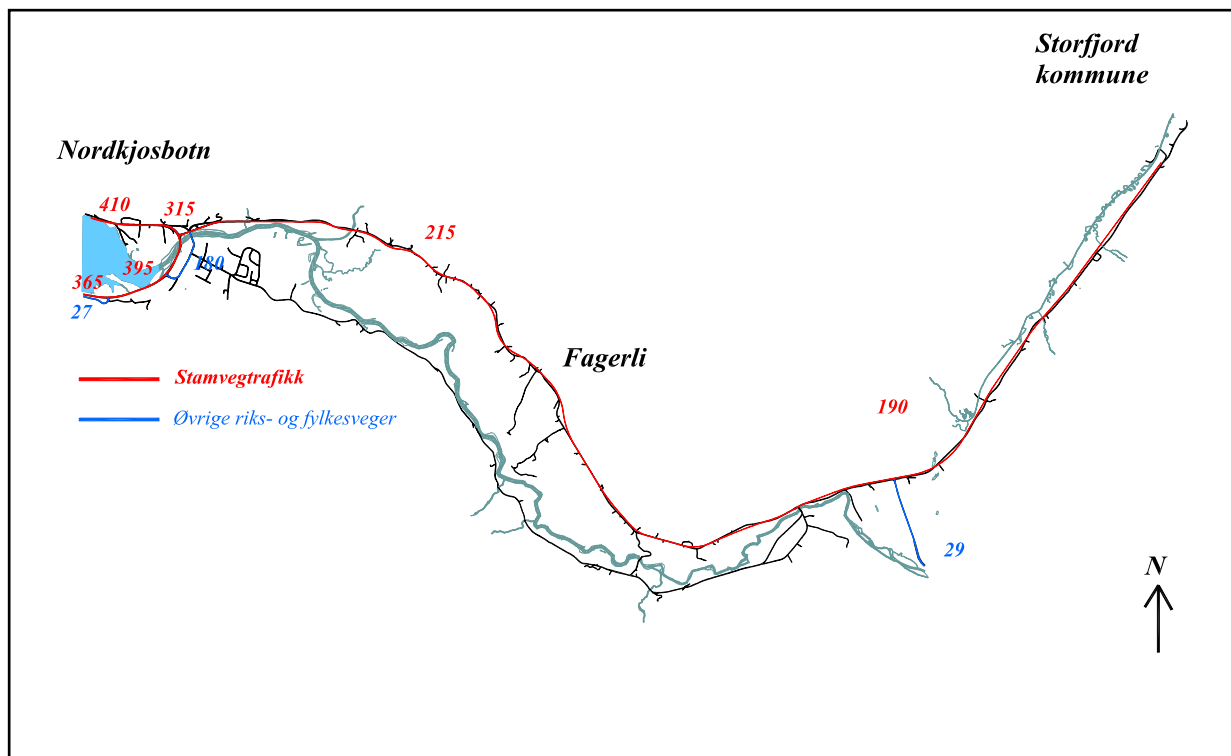 Storfjord
kommune
Nordkjosbotn
410
315
215
395
180
365
27
Fagerli
Stamvegtrafikk
190
Øvrige riks- og fylkesveger
29
N